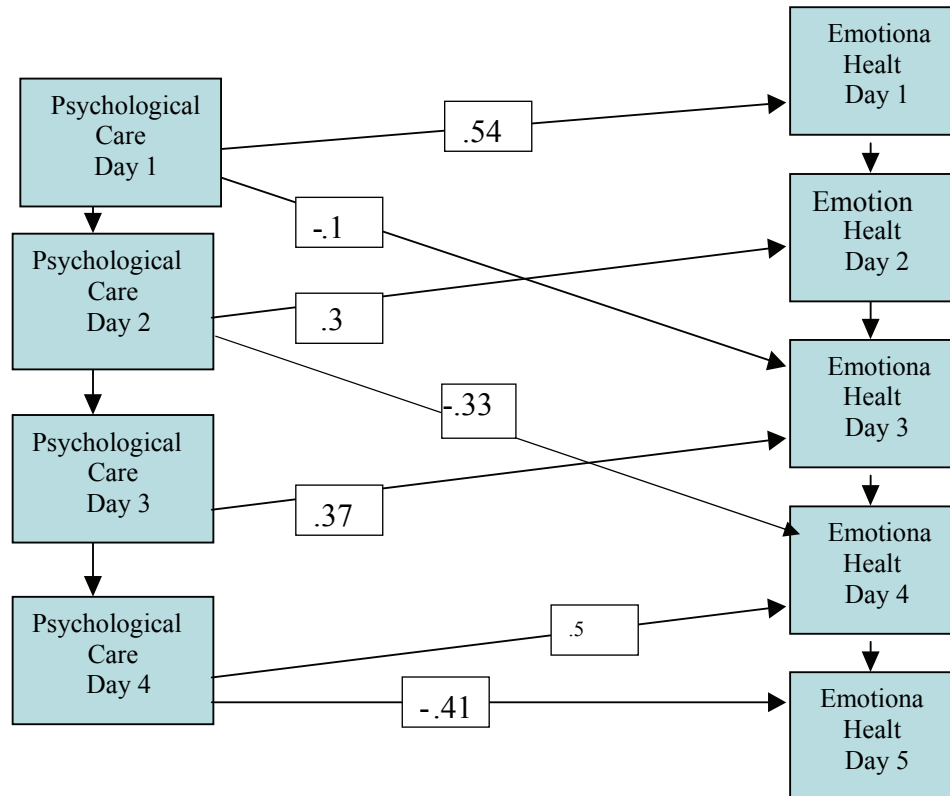 Psychological
Care
Day 1
Psychological
Care
Day 2
Psychological
Care
Day 3
Psychological
Care
Day 4
.54
-.1
.3
-.33
.37
.5
-.41
Emotiona
Healt
Day 1
Emotion
Healt
Day 2
Emotiona
Healt
Day 3
Emotiona
Healt
Day 4
Emotiona
Healt
Day 5